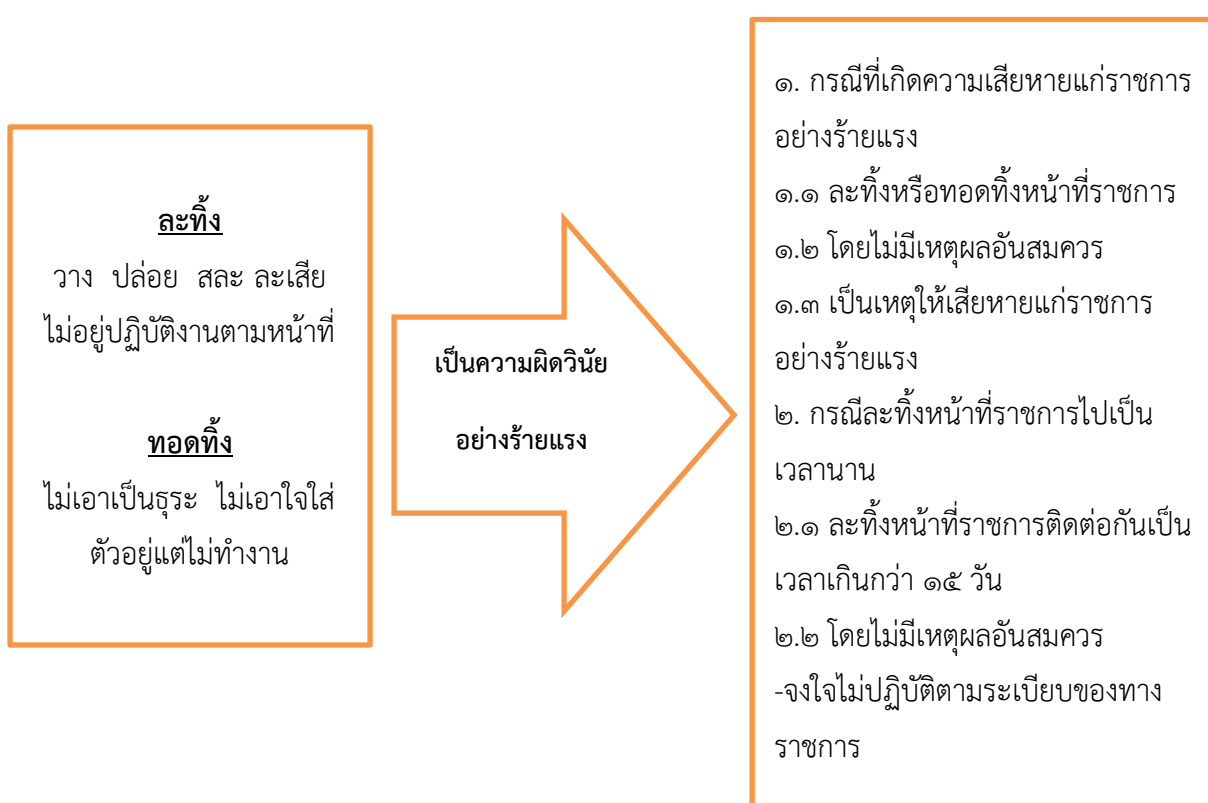 ละทิ้ง
วาง ปล่อย สละ ละเสีย
ไม่อยู่ปฏิบัติงานตามหน้าที่
ทอดทิ้ง
ไม่เอาเป็นธุระ ไม่เอาใจใส่
ตัวอยู่แต่ไม่ทำงาน
เป็นความผิดวินัย
อย่างร้ายแรง
๑. กรณีที่เกิดความเสียหายแก่ราชการ
อย่างร้ายแรง
๑.๑ ละทิ้งหรือทอดทิ้งหน้าที่ราชการ
๑.๒ โดยไม่มีเหตุผลอันสมควร
๑.๓ เป็นเหตุให้เสียหายแก่ราชการ
อย่างร้ายแรง
๒. กรณีละทิ้งหน้าที่ราชการไปเป็น
เวลานาน
๒.๑ ละทิ้งหน้าที่ราชการติดต่อกันเป็น
เวลาเกินกว่า ๑๕ วัน
๒.๒ โดยไม่มีเหตุผลอันสมควร
-จงใจไม่ปฏิบัติตามระเบียบของทาง
ราชการ